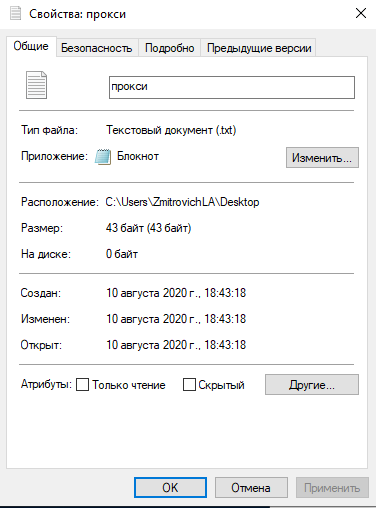 Свойства: прокси
Общие Безопасность Подробно Предыдущие версии
прокси
Тип файла: Текстовый документ (.txt)
Приложение: Блокнот Изменить...
Расположение: C:\Users\ZmitrovichLA\Desktop
Размер: 43 байт (43 байт)
На диске: 0 байт
Создан: 10 августа 2020 г., 18:43:18
Изменен: 10 августа 2020 г., 18:43:18
Открыт: 10 августа 2020 г., 18:43:18
Атрибуты: Только чтение Скрытый Другие...
OK Отмена Применить